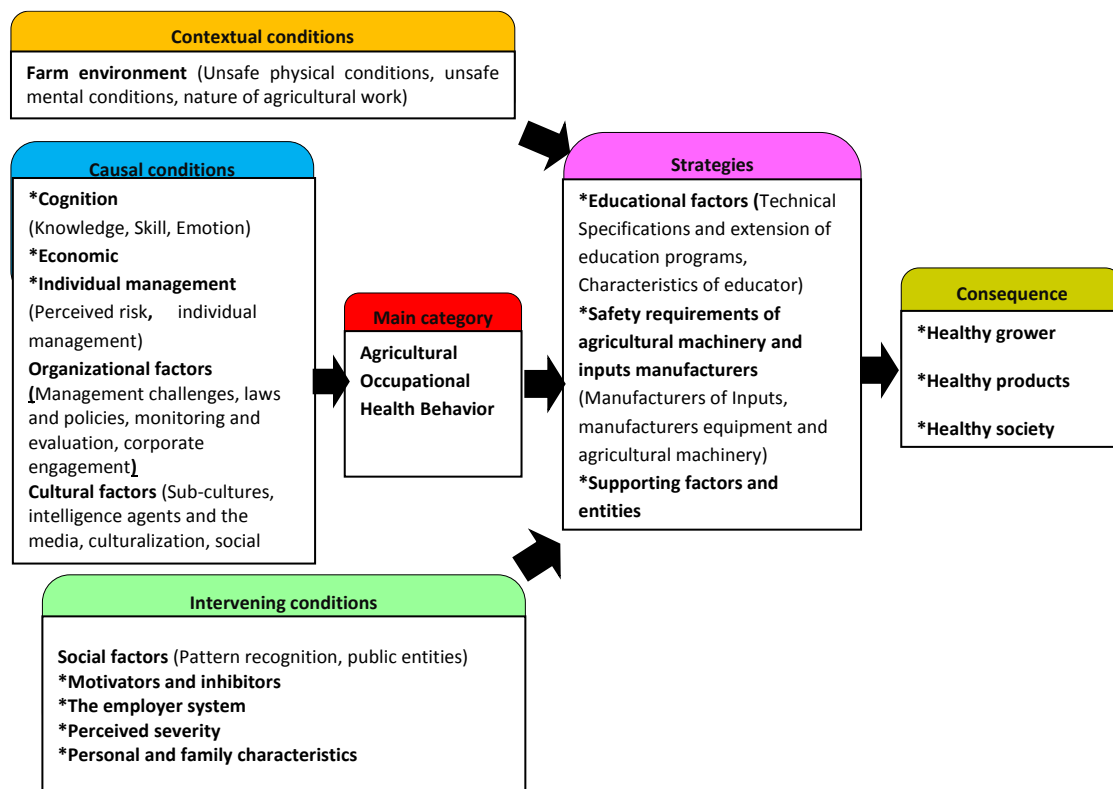 Contextual conditions
Farm environment (Unsafe physical conditions, unsafe
mental conditions, nature of agricultural work)
Causal conditions
*Cognition
(Knowledge, Skill, Emotion)
*Economic
*Individual management
(Perceived risk, individual
management)
Organizational factors
(Management challenges, laws
and policies, monitoring and
evaluation, corporate
engagement)
Cultural factors (Sub-cultures,
intelligence agents and the
media, culturalization, social
Main category
Agricultural
Occupational
Health Behavior
Strategies
*Educational factors (Technical
Specifications and extension of
education programs,
Characteristics of educator)
*Safety requirements of
agricultural machinery and
inputs manufacturers
(Manufacturers of Inputs,
manufacturers equipment and
agricultural machinery)
*Supporting factors and
entities
Consequence
*Healthy grower
*Healthy products
*Healthy society
Intervening conditions
Social factors (Pattern recognition, public entities)
*Motivators and inhibitors
*The employer system
*Perceived severity
*Personal and family characteristics